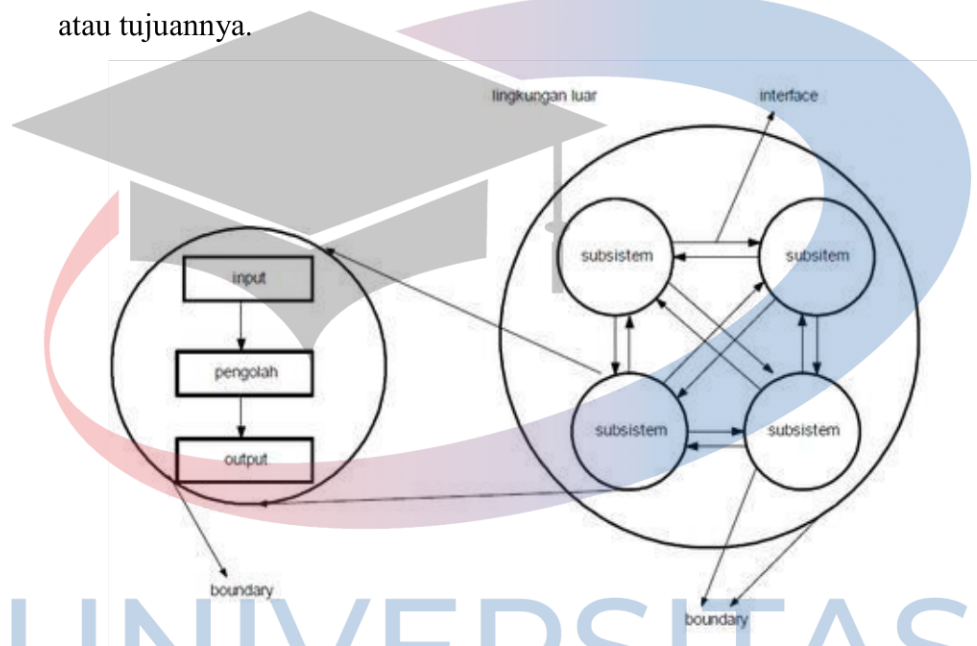 atau tujuannya.
lingkungan luar
interface
subsistem
subsitem
input
pengolah
subsistem
subsistem
output
boundary
boundary
UNIVERSITAS